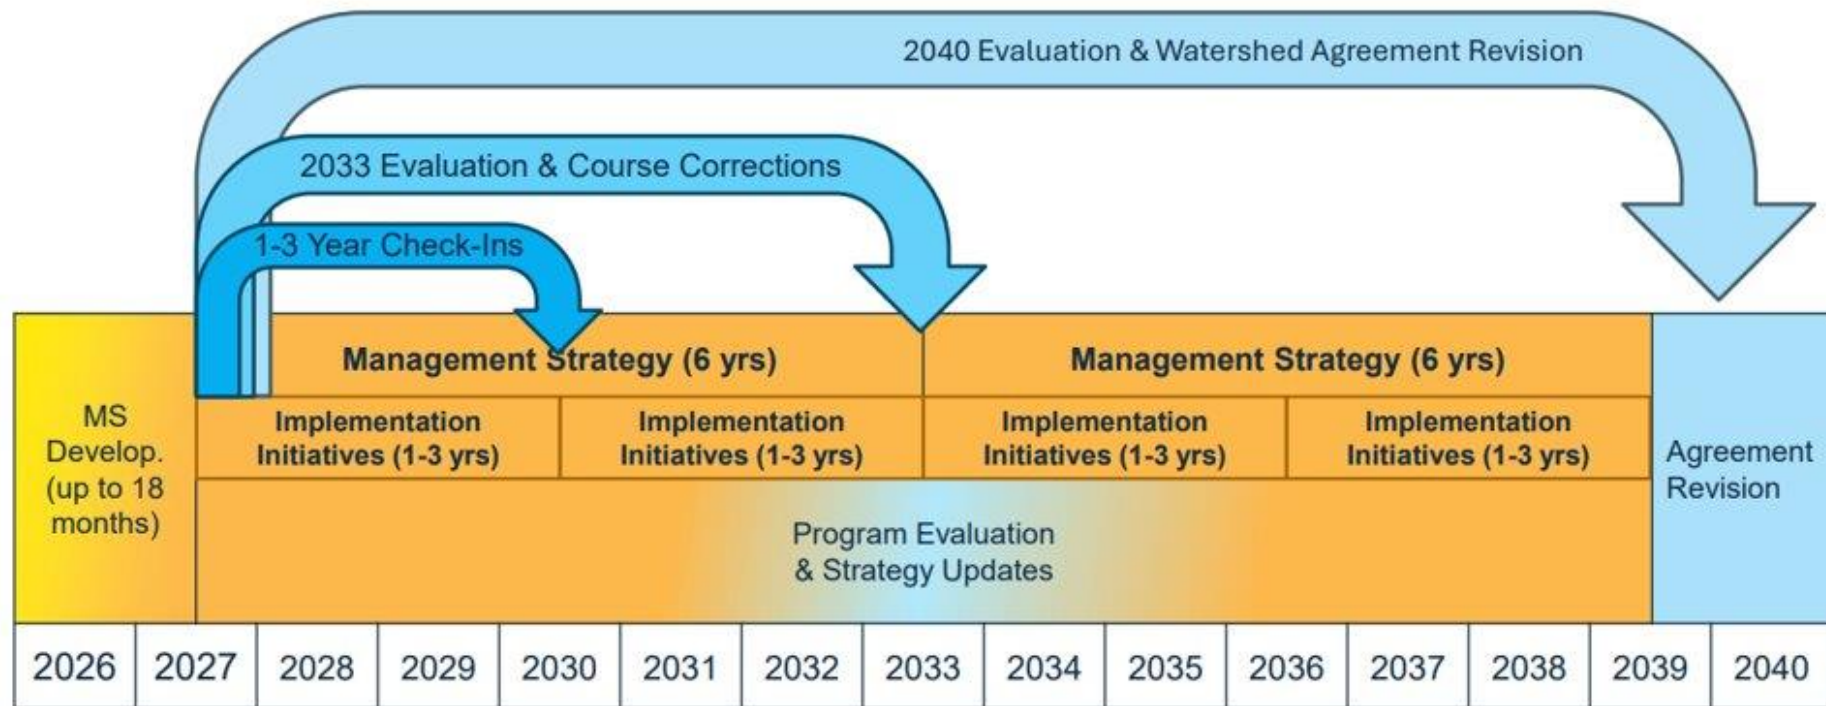 2040 Evaluation & Watershed Agreement Revision
2033 Evaluation & Course Corrections
1-3 Year Check-Ins
MS
Develop.
(up to 18
months)
Management Strategy (6 yrs)
Management Strategy (6 yrs)
Implementation
Initiatives (1-3 yrs)
Implementation
Initiatives (1-3 yrs)
Implementation
Initiatives (1-3 yrs)
Implementation
Initiatives (1-3 yrs)
Program Evaluation
& Strategy Updates
Agreement
Revision
2026 2027 2028 2029 2030 2031 2032 2033 2034 2035 2036 2037 2038 2039 2040